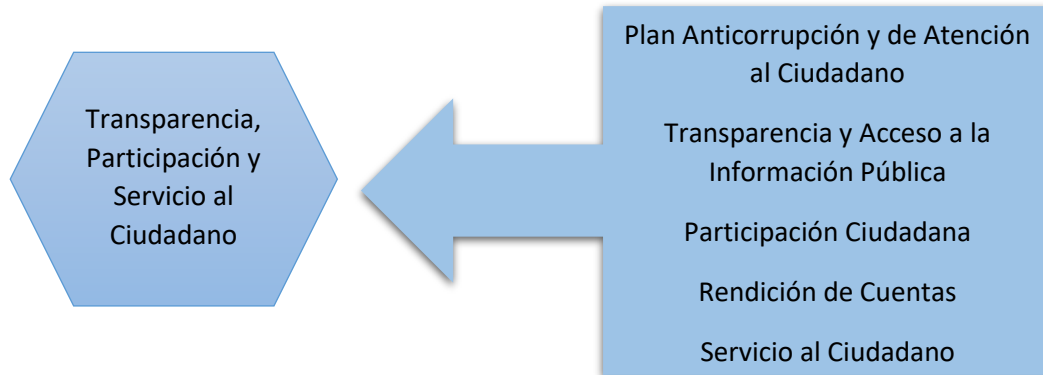 Transparencia,
Participación y
Servicio al
Ciudadano
Plan Anticorrupción y de Atención
al Ciudadano
Transparencia y Acceso a la
Información Pública
Participación Ciudadana
Rendición de Cuentas
Servicio al Ciudadano